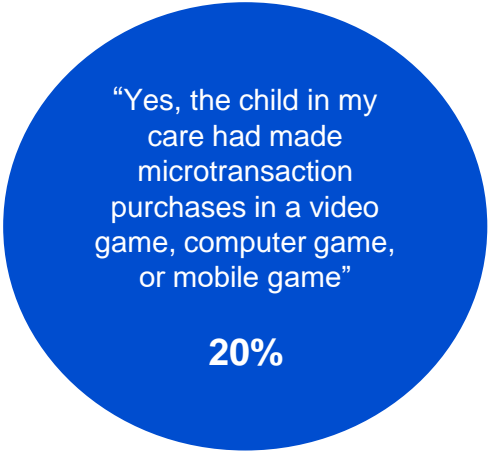 “Yes, the child in my
care had made
microtransaction
purchases in a video
game, computer game,
or mobile game”
20%